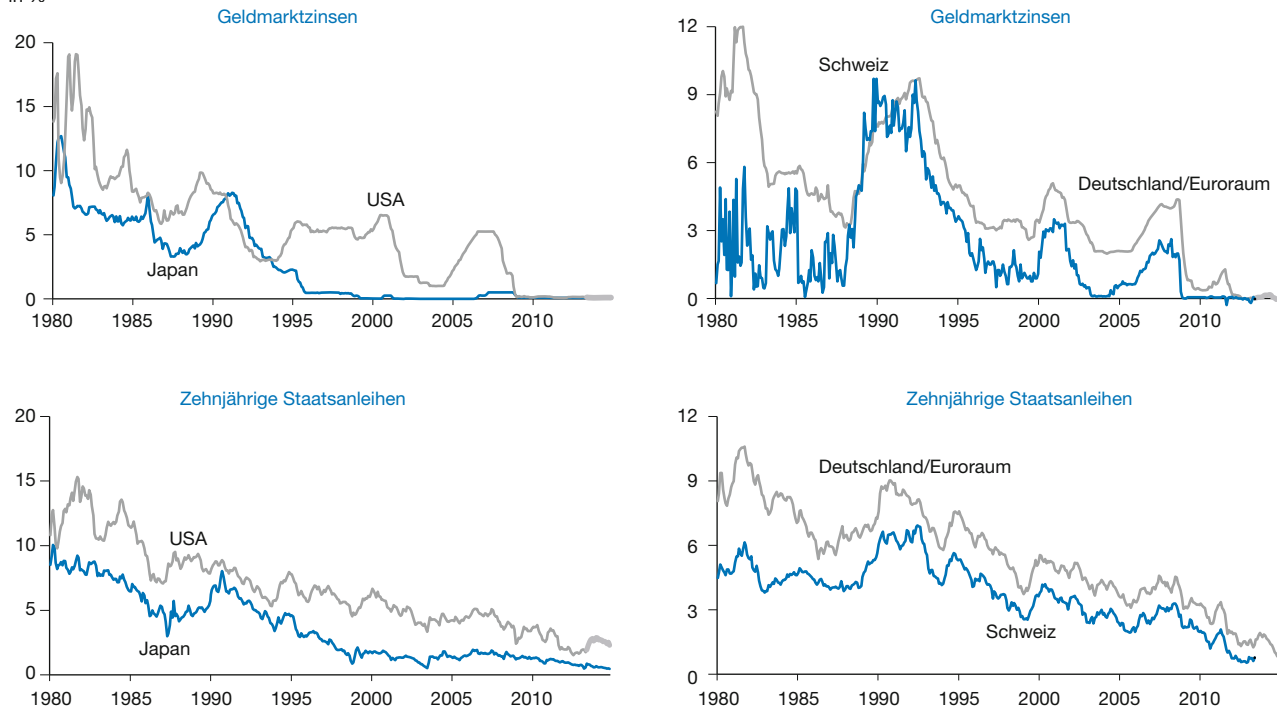 in %
Geldmarktzinsen
20
15
10
5
0
USA
Japan
1980 1985 1990 1995 2000 2005 2010
Geldmarktzinsen
12
9
6
3
0
Schweiz
Deutschland/Euroraum
1980 1985 1990 1995 2000 2005 2010
Zehnjährige Staatsanleihen
20
15
10
5
0
USA
Japan
1980 1985 1990 1995 2000 2005 2010
Zehnjährige Staatsanleihen
12
9
6
3
0
Deutschland/Euroraum
Schweiz
1980 1985 1990 1995 2000 2005 2010